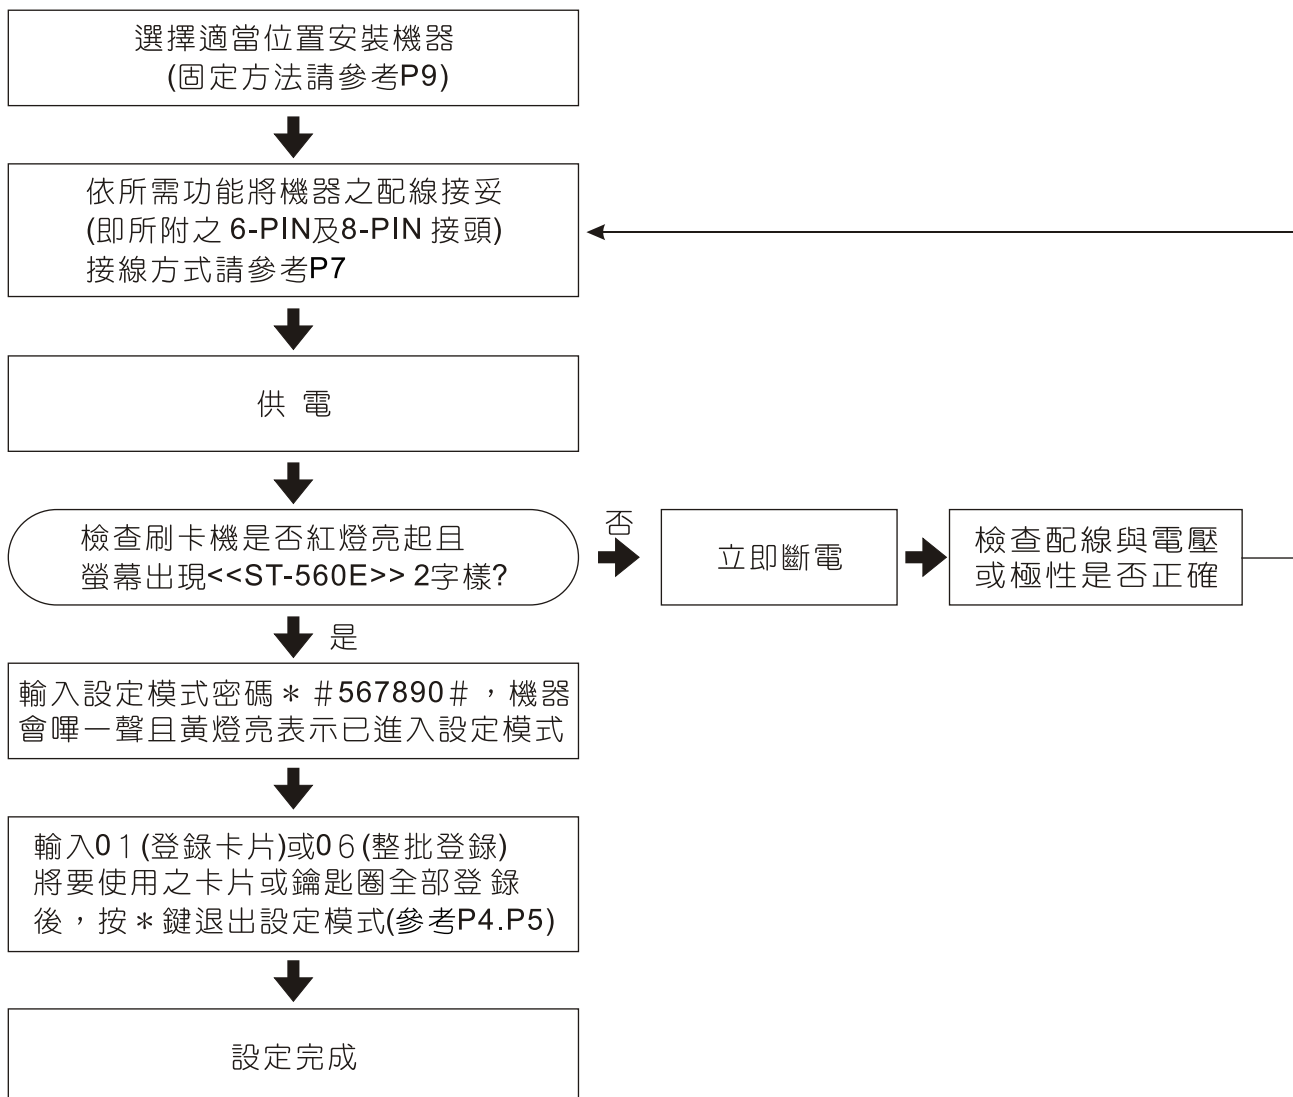 選擇適當位置安裝機器
(固定方法請參考P9)
依所需功能將機器之配線接妥
(即所附之 6-PIN及8-PIN 接頭)
接線方式請參考P7
供 電
檢查刷卡機是否紅燈亮起且
螢幕出現<<ST-560E>> 2字樣?
否
立即斷電
檢查配線與電壓
或極性是否正確
是
輸入設定模式密碼＊＃567890＃，機器
會嗶一聲且黃燈亮表示已進入設定模式
輸入01(登錄卡片)或06(整批登錄)
將要使用之卡片或鑰匙圈全部登 錄
後，按＊鍵退出設定模式(參考P4.P5)
設定完成